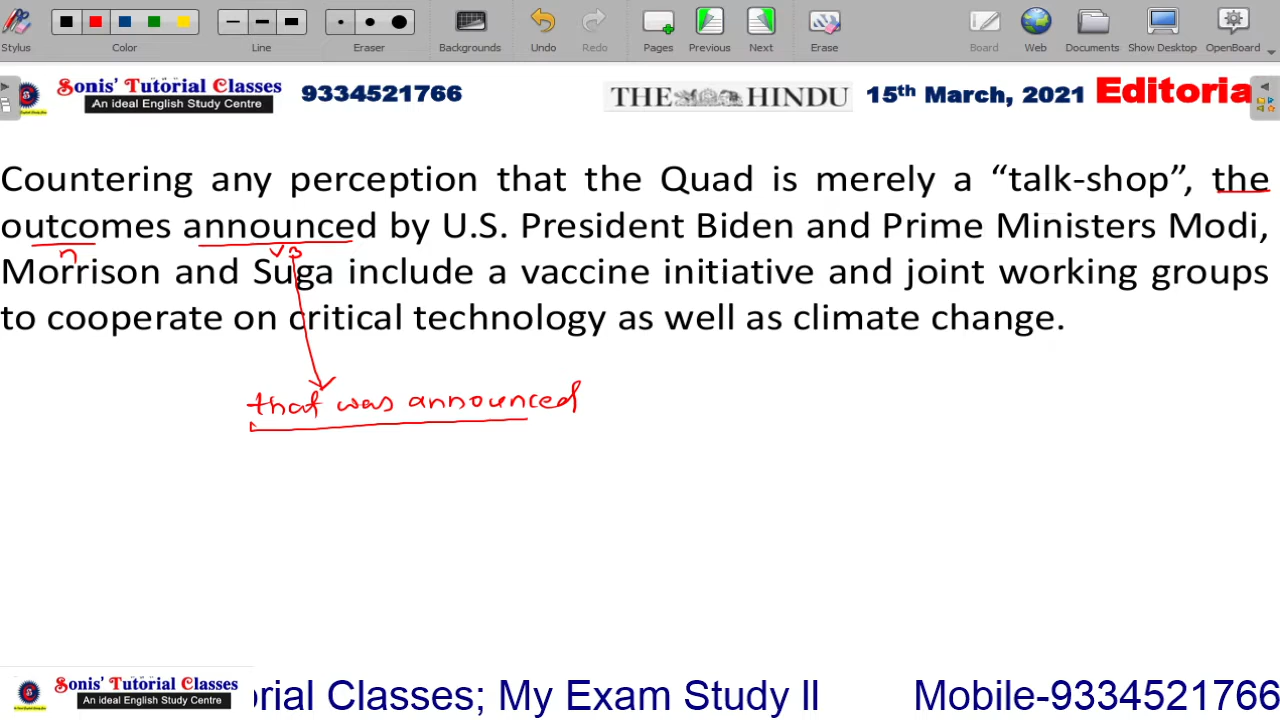 Stylus Color Line Eraser Backgrounds Undo Redo Pages Previous Next Erase Board Web Documents Show Desktop OpenBoard
Sonis' Tutorial Classes
An ideal English Study Centre
9334521766
THE HINDU
15th March, 2021 Editoria
Countering any perception that the Quad is merely a “talk-shop”, the
outcomes announced by U.S. President Biden and Prime Ministers Modi,
n V3
Morrison and Suga include a vaccine initiative and joint working groups
to cooperate on critical technology as well as climate change.
that was announced
Sonis' Tutorial Classes
An ideal English Study Centre
orial Classes; My Exam Study ll Mobile-9334521766